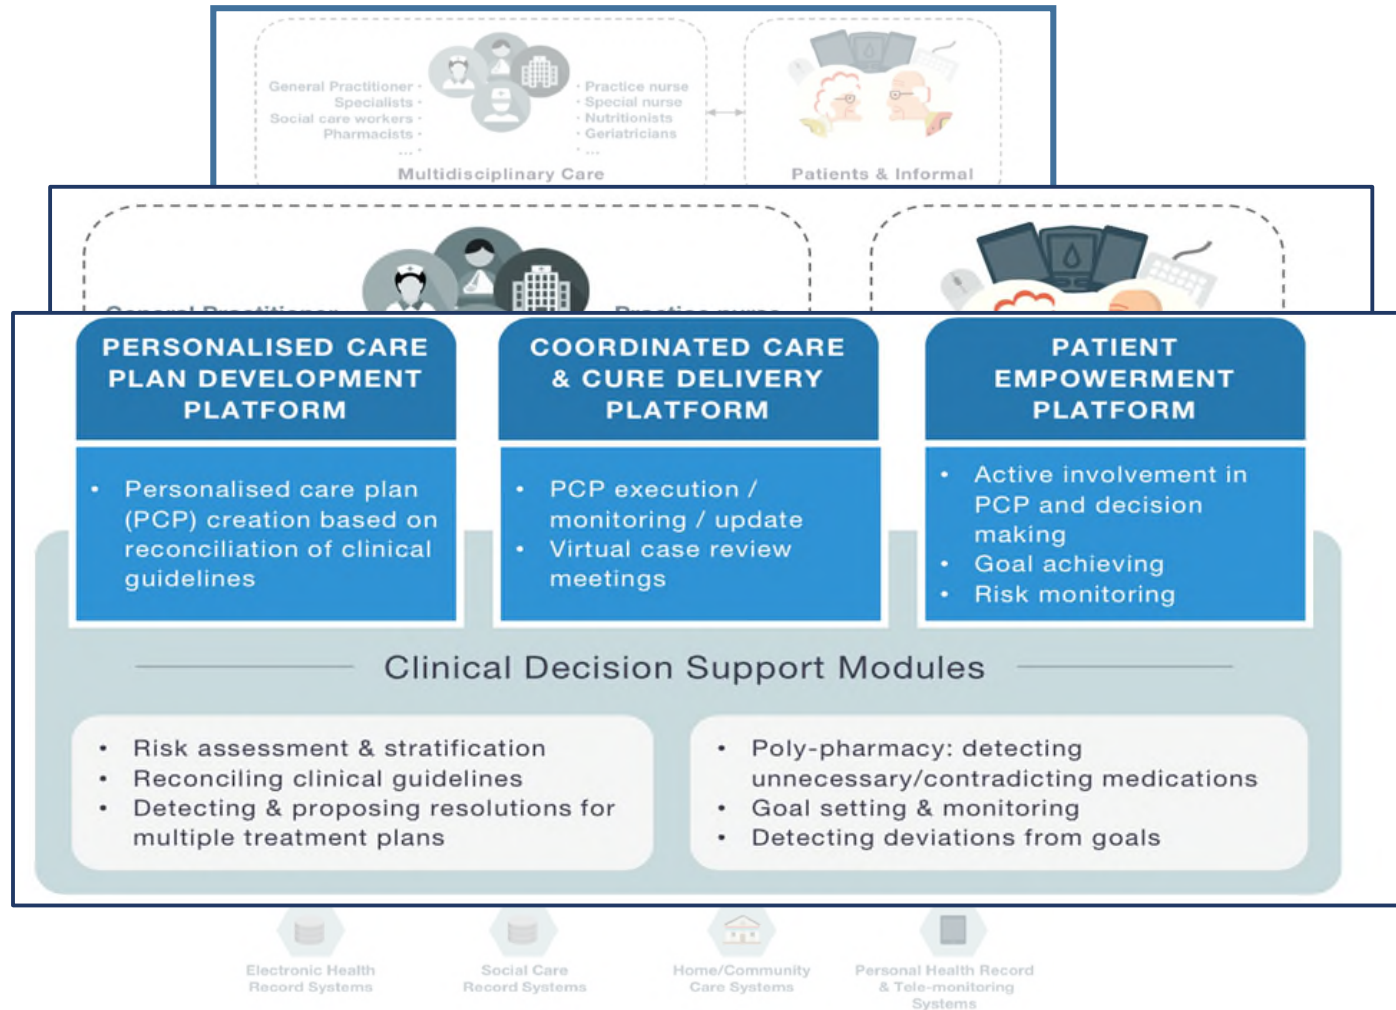 General Practitioner •
Specialists •
Social care workers •
Pharmacists •
... •
• Practice nurse
• Special nurse
• Nutritionists
• Geriatricians
• ...
Multidisciplinary Care
Patients & Informal
General Practitioner
Practice nurse
PERSONALISED CARE
PLAN DEVELOPMENT
PLATFORM
• Personalised care plan
(PCP) creation based on
reconciliation of clinical
guidelines
COORDINATED CARE
& CURE DELIVERY
PLATFORM
• PCP execution /
monitoring / update
• Virtual case review
meetings
PATIENT
EMPOWERMENT
PLATFORM
• Active involvement in
PCP and decision
making
• Goal achieving
• Risk monitoring
Clinical Decision Support Modules
• Risk assessment & stratification
• Reconciling clinical guidelines
• Detecting & proposing resolutions for
multiple treatment plans
• Poly-pharmacy: detecting
unnecessary/contradicting medications
• Goal setting & monitoring
• Detecting deviations from goals
Electronic Health
Record Systems
Social Care
Record Systems
Home/Community
Care Systems
Personal Health Record
& Tele-monitoring
Systems